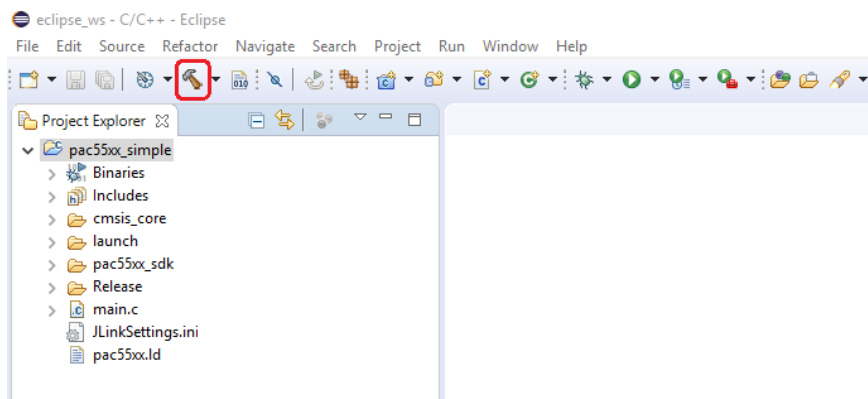 eclipse_ws - C/C++ - Eclipse
File Edit Source Refactor Navigate Search Project Run Window Help
010
Project Explorer
pac55xx_simple
Binaries
Includes
cmsis_core
launch
pac55xx_sdk
Release
main.c
JLinkSettings.ini
pac55xx.ld